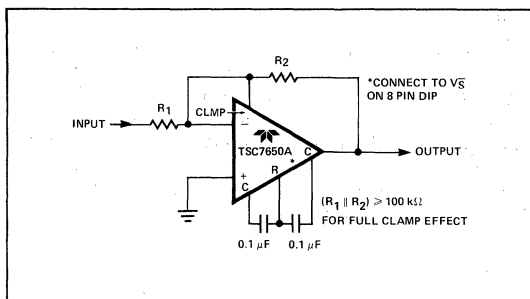 R2
*CONNECT TO V̅S
ON 8 PIN DIP
R1
CLMP
INPUT
−
TSC7650A
*
C
OUTPUT
+
R
C
(R1 ∥ R2) ≥ 100 kΩ
FOR FULL CLAMP EFFECT
0.1 µF 0.1 µF